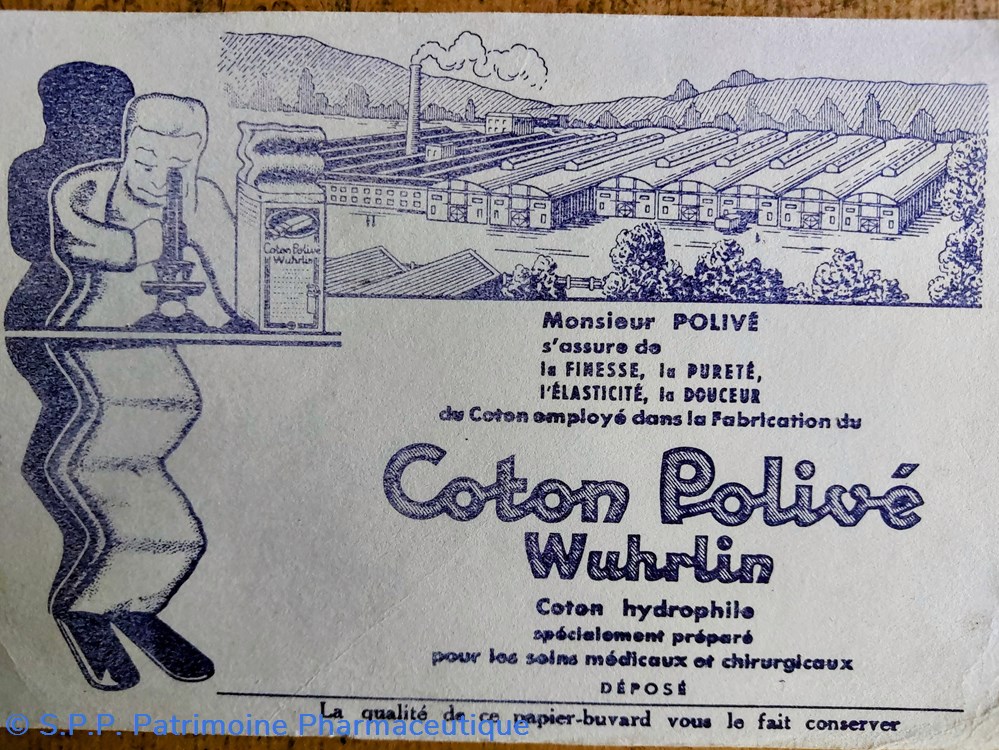 Coton Polivé
Wuhrlin
Monsieur POLIVÉ
s'assure de
la FINESSE, la PURETÉ,
l'ÉLASTICITÉ, la DOUCEUR
du Coton employé dans la Fabrication du
Coton Polivé
Wuhrlin
Coton hydrophile
spécialement préparé
pour les soins médicaux et chirurgicaux
DÉPOSÉ
La qualité de ce papier-buvard vous le fait conserver
© S.P.P. Patrimoine Pharmaceutique